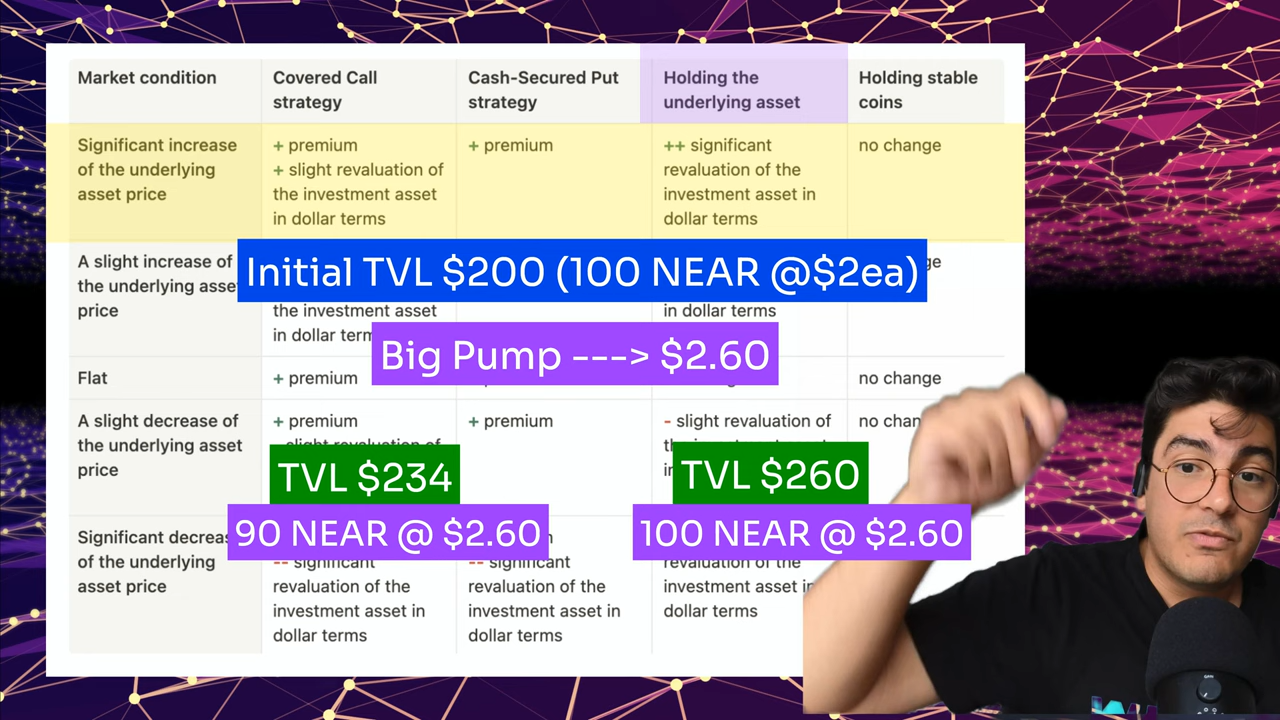 Market condition
Covered Call
strategy
Cash-Secured Put
strategy
Holding the
underlying asset
Holding stable
coins
Significant increase
of the underlying
asset price
+ premium
+ slight revaluation of
the investment asset
in dollar terms
+ premium
++ significant
revaluation of the
investment asset in
dollar terms
no change
A slight increase of
the underlying asset
price
the investment asset
in dollar term
in dollar terms
Initial TVL $200 (100 NEAR @$2ea)
Big Pump ---> $2.60
Flat
+ premium
no change
A slight decrease of
the underlying asset
price
+ premium
+ premium
- slight revaluation of
no chan
TVL $234
90 NEAR @ $2.60
TVL $260
100 NEAR @ $2.60
Significant decreas
of the underlying
asset price
-- significant
revaluation of the
investment asset in
dollar terms
-- significant
revaluation of the
investment asset in
dollar terms
revaluation of the
investment asset in
dollar terms